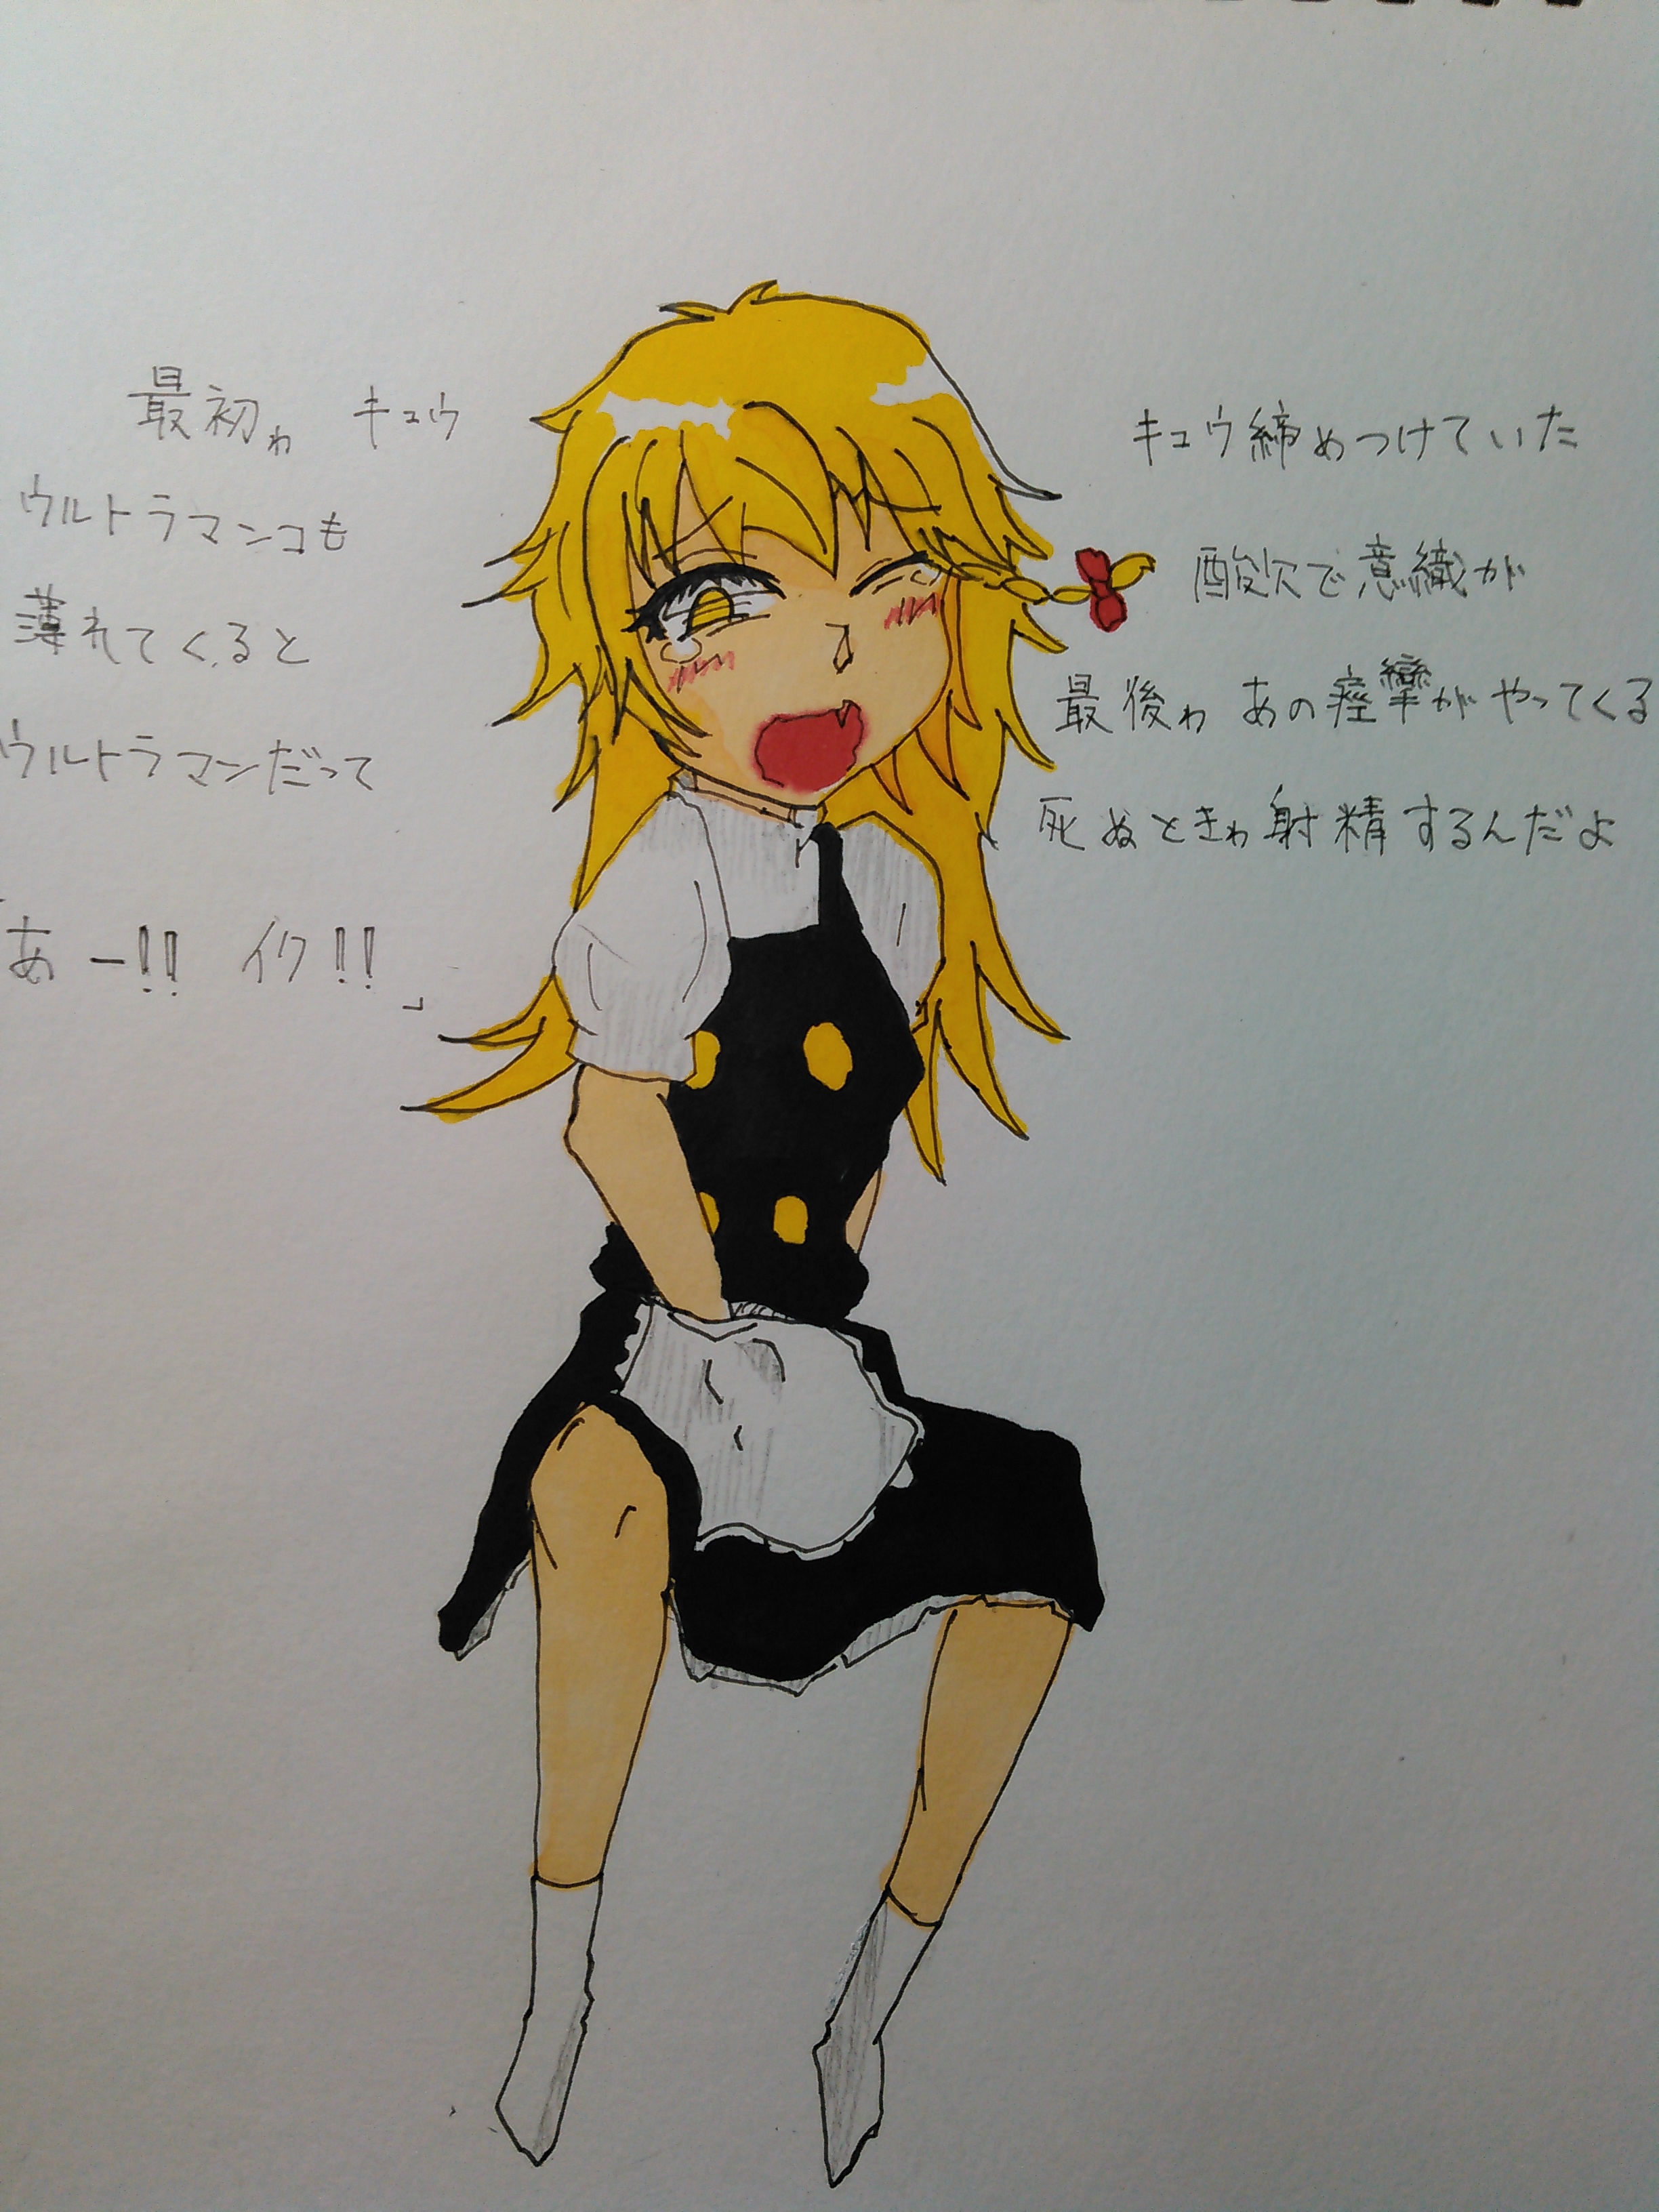 最初ゎ キュウ キュウ締めつけていた
ウルトラマンコも 酸欠で意織が
薄れてくると 最後ゎ あの痙攣がやってくる
ウルトラマンだって 死ぬときゎ射精するんだよ
「あー!! イク!!」